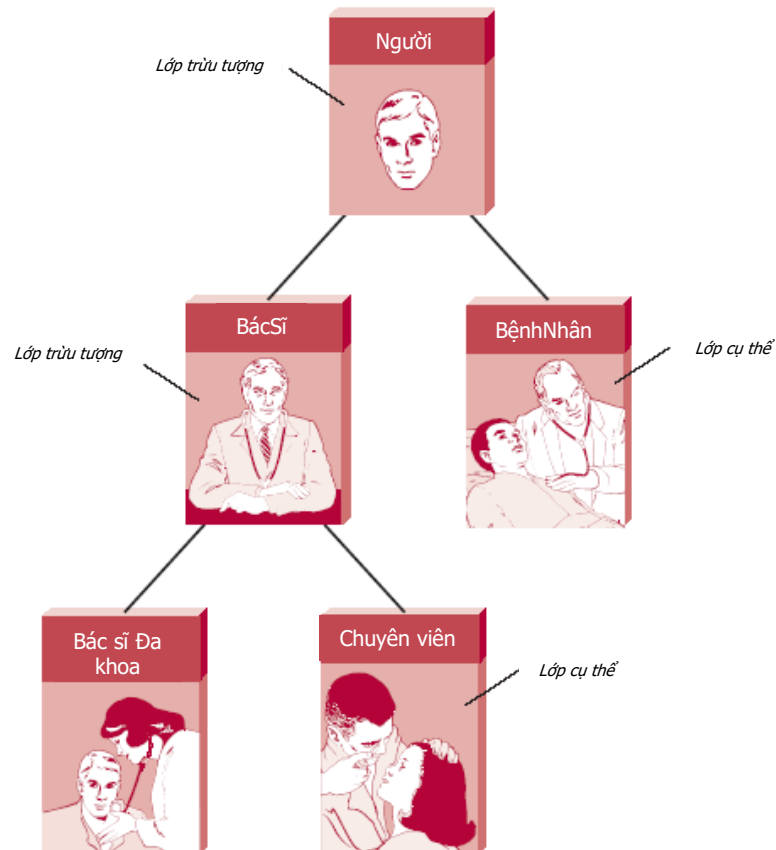 Người
Lớp trừu tượng
BácSĩ
BệnhNhân
Lớp trừu tượng
Lớp cụ thể
Bác sĩ Đa
khoa
Chuyên viên
Lớp cụ thể